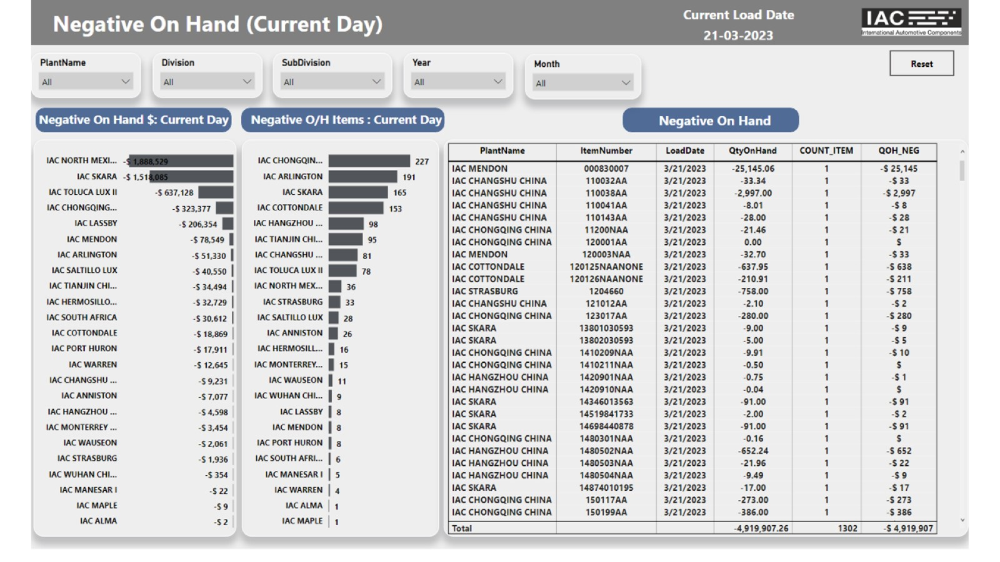 Negative On Hand (Current Day)
Current Load Date
21-03-2023
IAC
International Automotive Components
PlantName
All
Division
All
SubDivision
All
Year
All
Month
All
Reset
Negative On Hand $: Current Day
Negative O/H Items : Current Day
Negative On Hand
IAC NORTH MEXI... -$ 1,888,529
IAC SKARA -$ 1,518,085
IAC TOLUCA LUX II -$ 637,128
IAC CHONGQING... -$ 323,377
IAC LASSBY -$ 206,354
IAC MENDON -$ 78,549
IAC ARLINGTON -$ 51,330
IAC SALTILLO LUX -$ 40,550
IAC TIANJIN CHI... -$ 34,494
IAC HERMOSILLO... -$ 32,729
IAC SOUTH AFRICA -$ 30,612
IAC COTTONDALE -$ 18,869
IAC PORT HURON -$ 17,911
IAC WARREN -$ 12,645
IAC CHANGSHU ... -$ 9,231
IAC ANNISTON -$ 7,077
IAC HANGZHOU ... -$ 4,598
IAC MONTERREY ... -$ 3,454
IAC WAUSEON -$ 2,061
IAC STRASBURG -$ 1,936
IAC WUHAN CHI... -$ 354
IAC MANESAR I -$ 22
IAC MAPLE -$ 9
IAC ALMA -$ 2
IAC CHONGQIN... 227
IAC ARLINGTON 191
IAC SKARA 165
IAC COTTONDALE 153
IAC HANGZHOU ... 98
IAC TIANJIN CHI... 95
IAC CHANGSHU ... 81
IAC TOLUCA LUX II 78
IAC NORTH MEX... 36
IAC STRASBURG 33
IAC SALTILLO LUX 28
IAC ANNISTON 26
IAC HERMOSILL... 16
IAC MONTERREY... 15
IAC WAUSEON 11
IAC WUHAN CHI... 9
IAC LASSBY 8
IAC MENDON 8
IAC PORT HURON 8
IAC SOUTH AFRI... 6
IAC MANESAR I 5
IAC WARREN 4
IAC ALMA 1
IAC MAPLE 1
PlantName ItemNumber LoadDate QtyOnHand COUNT_ITEM QOH_NEG
IAC MENDON 000830007 3/21/2023 -25,145.06 1 -$ 25,145
IAC CHANGSHU CHINA 110032AA 3/21/2023 -33.34 1 -$ 33
IAC CHANGSHU CHINA 110038AA 3/21/2023 -2,997.00 1 -$ 2,997
IAC CHANGSHU CHINA 110041AA 3/21/2023 -8.01 1 -$ 8
IAC CHANGSHU CHINA 110143AA 3/21/2023 -28.00 1 -$ 28
IAC CHONGQING CHINA 11200NAA 3/21/2023 -21.46 1 -$ 21
IAC CHONGQING CHINA 120001AA 3/21/2023 0.00 1 $
IAC MENDON 120003NAA 3/21/2023 -32.70 1 -$ 33
IAC COTTONDALE 120125NAANONE 3/21/2023 -637.95 1 -$ 638
IAC COTTONDALE 120126NAANONE 3/21/2023 -210.91 1 -$ 211
IAC STRASBURG 1204660 3/21/2023 -758.00 1 -$ 758
IAC CHANGSHU CHINA 121012AA 3/21/2023 -2.10 1 -$ 2
IAC CHONGQING CHINA 123017AA 3/21/2023 -280.00 1 -$ 280
IAC SKARA 13801030593 3/21/2023 -9.00 1 -$ 9
IAC SKARA 13802030593 3/21/2023 -5.00 1 -$ 5
IAC CHONGQING CHINA 1410209NAA 3/21/2023 -9.91 1 -$ 10
IAC CHONGQING CHINA 1410211NAA 3/21/2023 -0.50 1 $
IAC HANGZHOU CHINA 1420901NAA 3/21/2023 -0.75 1 -$ 1
IAC HANGZHOU CHINA 1420910NAA 3/21/2023 -0.04 1 $
IAC SKARA 14346013563 3/21/2023 -91.00 1 -$ 91
IAC SKARA 14519841733 3/21/2023 -2.00 1 -$ 2
IAC SKARA 14698440878 3/21/2023 -91.00 1 -$ 91
IAC CHONGQING CHINA 1480301NAA 3/21/2023 -0.16 1 $
IAC HANGZHOU CHINA 1480502NAA 3/21/2023 -652.24 1 -$ 652
IAC HANGZHOU CHINA 1480503NAA 3/21/2023 -21.96 1 -$ 22
IAC HANGZHOU CHINA 1480504NAA 3/21/2023 -9.49 1 -$ 9
IAC SKARA 14874010195 3/21/2023 -17.00 1 -$ 17
IAC CHONGQING CHINA 150117AA 3/21/2023 -273.00 1 -$ 273
IAC CHONGQING CHINA 150199AA 3/21/2023 -386.00 1 -$ 386
Total -4,919,907.26 1302 -$ 4,919,907